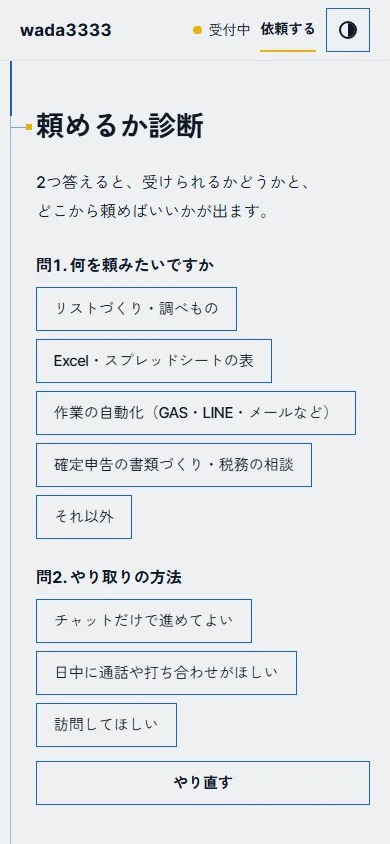 wada3333
受付中
依頼する
頼めるか診断
2つ答えると、受けられるかどうかと、
どこから頼めばいいかが出ます。
問1. 何を頼みたいですか
リストづくり・調べもの
Excel・スプレッドシートの表
作業の自動化（GAS・LINE・メールなど）
確定申告の書類づくり・税務の相談
それ以外
問2. やり取りの方法
チャットだけで進めてよい
日中に通話や打ち合わせがほしい
訪問してほしい
やり直す